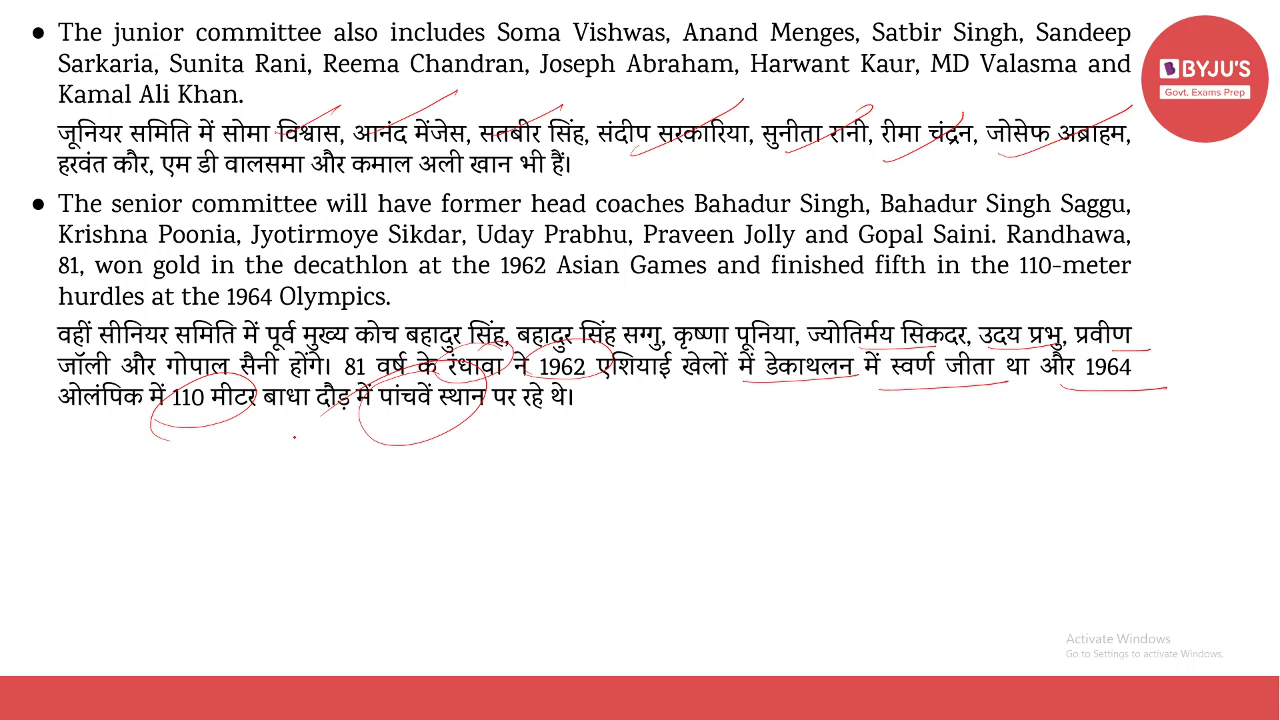 ● The junior committee also includes Soma Vishwas, Anand Menges, Satbir Singh, Sandeep
Sarkaria, Sunita Rani, Reema Chandran, Joseph Abraham, Harwant Kaur, MD Valasma and
Kamal Ali Khan.
जूनियर समिति में सोमा विश्वास, आनंद मेंजेस, सतबीर सिंह, संदीप सरकारिया, सुनीता रानी, रीमा चंद्रन, जोसेफ अब्राहम,
हरवंत कौर, एम डी वालसमा और कमाल अली खान भी हैं।
● The senior committee will have former head coaches Bahadur Singh, Bahadur Singh Saggu,
Krishna Poonia, Jyotirmoye Sikdar, Uday Prabhu, Praveen Jolly and Gopal Saini. Randhawa,
81, won gold in the decathlon at the 1962 Asian Games and finished fifth in the 110-meter
hurdles at the 1964 Olympics.
वहीं सीनियर समिति में पूर्व मुख्य कोच बहादुर सिंह, बहादुर सिंह सग्गु, कृष्णा पूनिया, ज्योतिर्मय सिकदर, उदय प्रभु, प्रवीण
जॉली और गोपाल सैनी होंगे। 81 वर्ष के रंधावा ने 1962 एशियाई खेलों में डेकाथलन में स्वर्ण जीता था और 1964
ओलंपिक में 110 मीटर बाधा दौड़ में पांचवें स्थान पर रहे थे।
BYJU'S
Govt. Exams Prep
Activate Windows
Go to Settings to activate Windows.